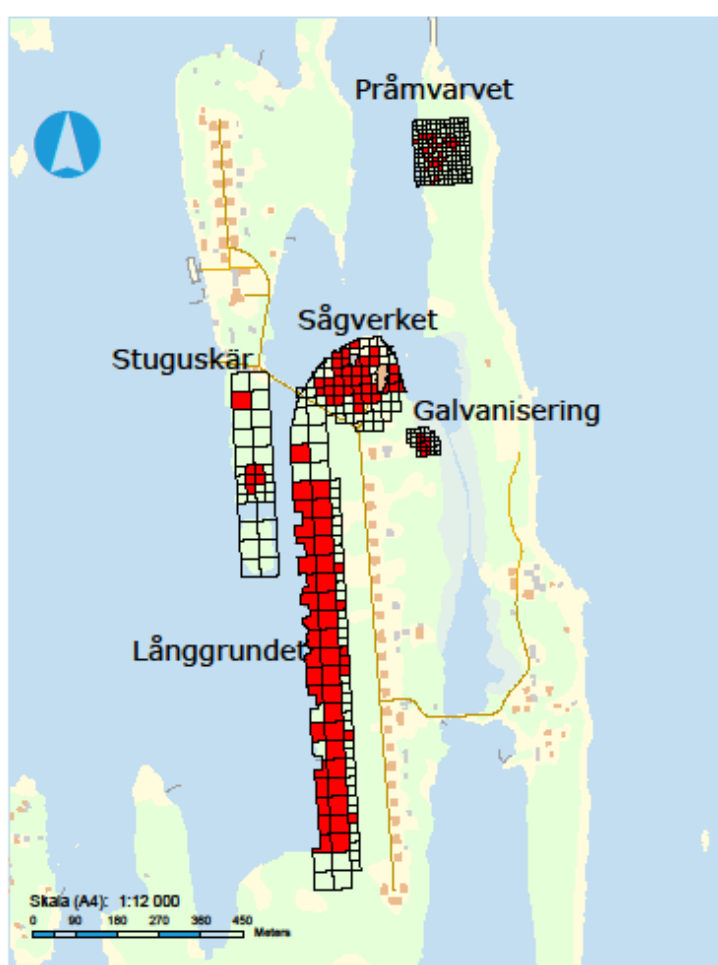 Pråmvarvet
Sågverket
Stuguskär
Galvanisering
Långgrundet
Skala (A4): 1:12 000
0 90 180 270 360 450
Meters